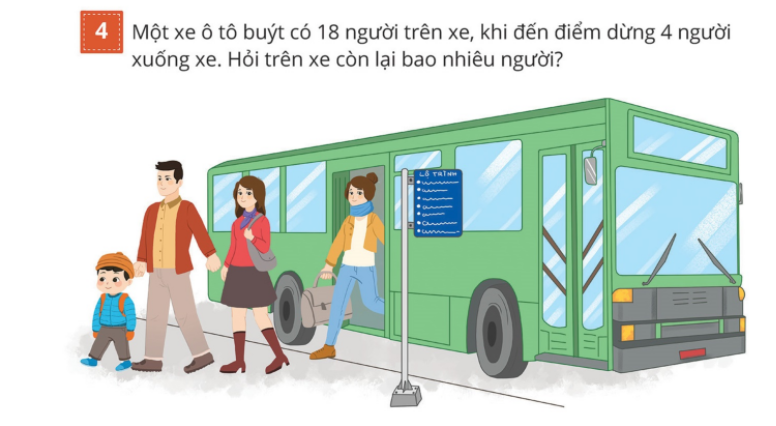 4
Một xe ô tô buýt có 18 người trên xe, khi đến điểm dừng 4 người
xuống xe. Hỏi trên xe còn lại bao nhiêu người?
LỘ TRÌNH